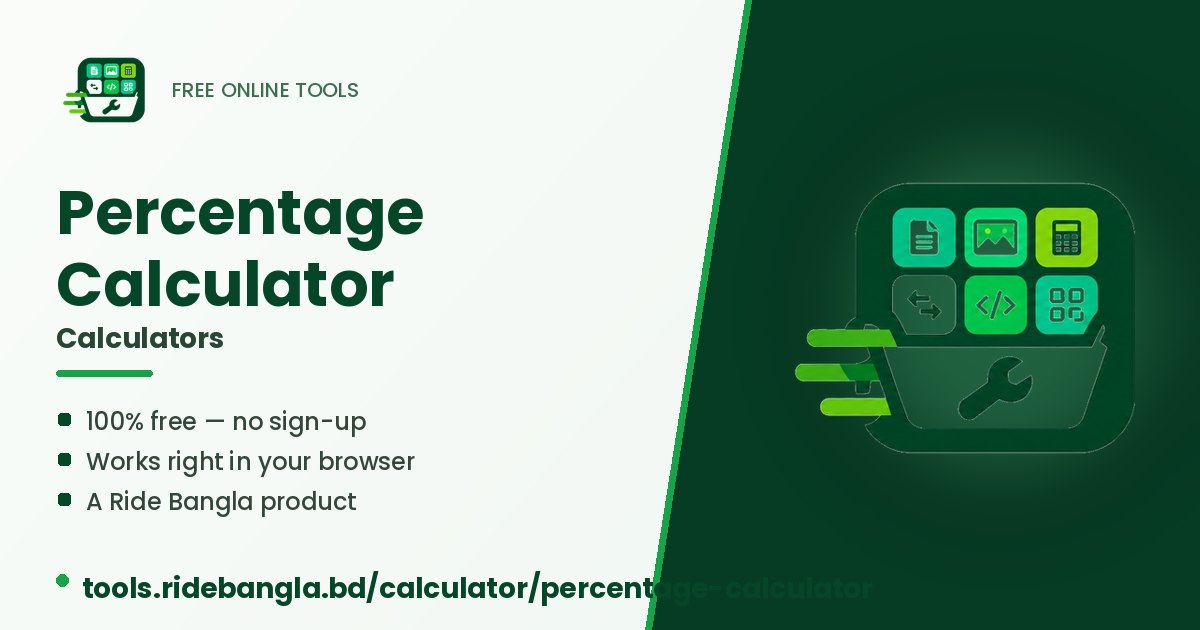 FREE ONLINE TOOLS
Percentage
Calculator
Calculators
100% free — no sign-up
Works right in your browser
A Ride Bangla product
tools.ridebangla.bd/calculator/percentage-calculator